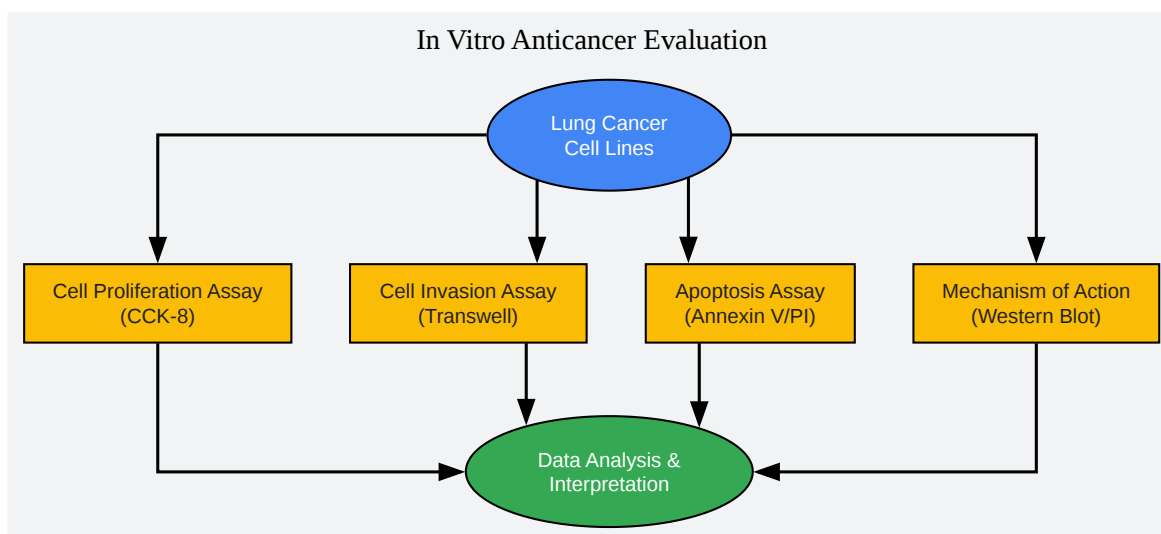 In Vitro Anticancer Evaluation
Lung Cancer
Cell Lines
Cell Proliferation Assay
(CCK-8)
Cell Invasion Assay
(Transwell)
Apoptosis Assay
(Annexin V/PI)
Mechanism of Action
(Western Blot)
Data Analysis &
Interpretation